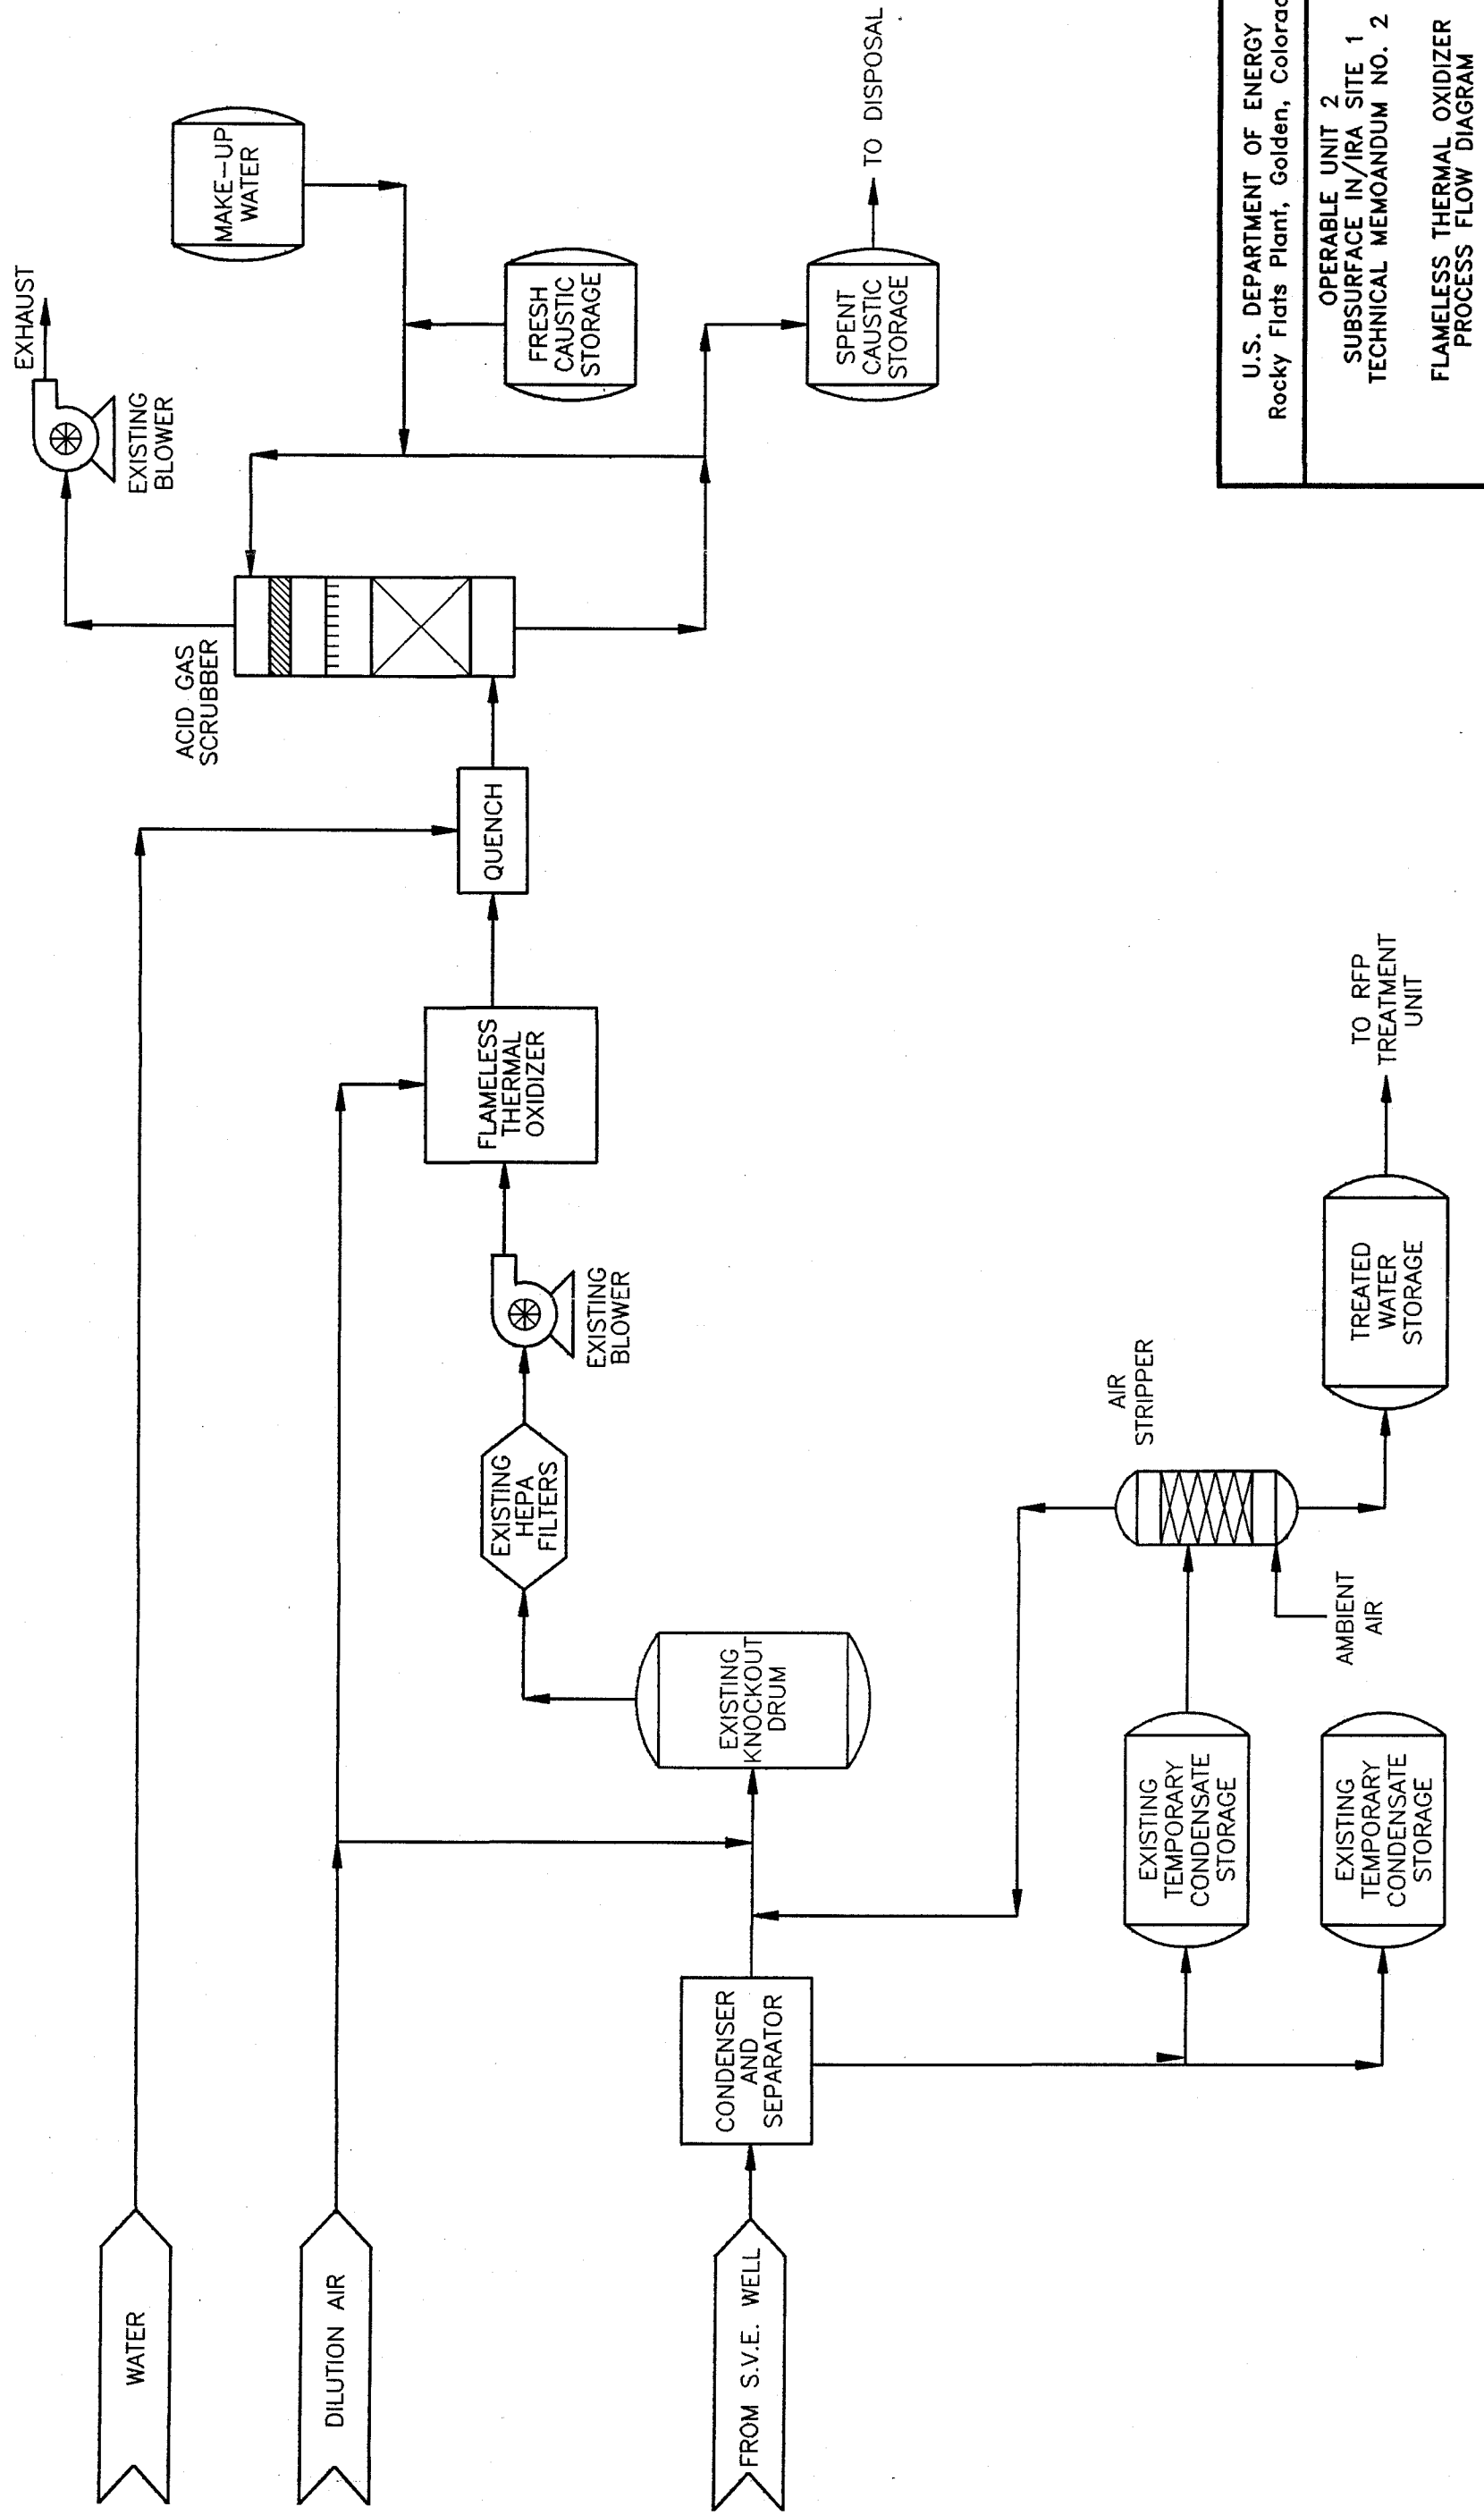 WATER
DILUTION AIR
FROM S.V.E. WELL
CONDENSER
AND
SEPARATOR
EXISTING
TEMPORARY
CONDENSATE
STORAGE
EXISTING
TEMPORARY
CONDENSATE
STORAGE
EXISTING
KNOCKOUT
DRUM
EXISTING
HEPA
FILTERS
EXISTING
BLOWER
AMBIENT
AIR
AIR
STRIPPER
TREATED
WATER
STORAGE
TO RFP
TREATMENT
UNIT
FLAMELESS
THERMAL
OXIDIZER
QUENCH
ACID GAS
SCRUBBER
EXISTING
BLOWER
EXHAUST
MAKE-UP
WATER
FRESH
CAUSTIC
STORAGE
SPENT
CAUSTIC
STORAGE
TO DISPOSAL
U.S. DEPARTMENT OF ENERGY
Rocky Flats Plant, Golden, Colorad
OPERABLE UNIT 2
SUBSURFACE IN/IRA SITE 1
TECHNICAL MEMOANDUM NO. 2
FLAMELESS THERMAL OXIDIZER
PROCESS FLOW DIAGRAM